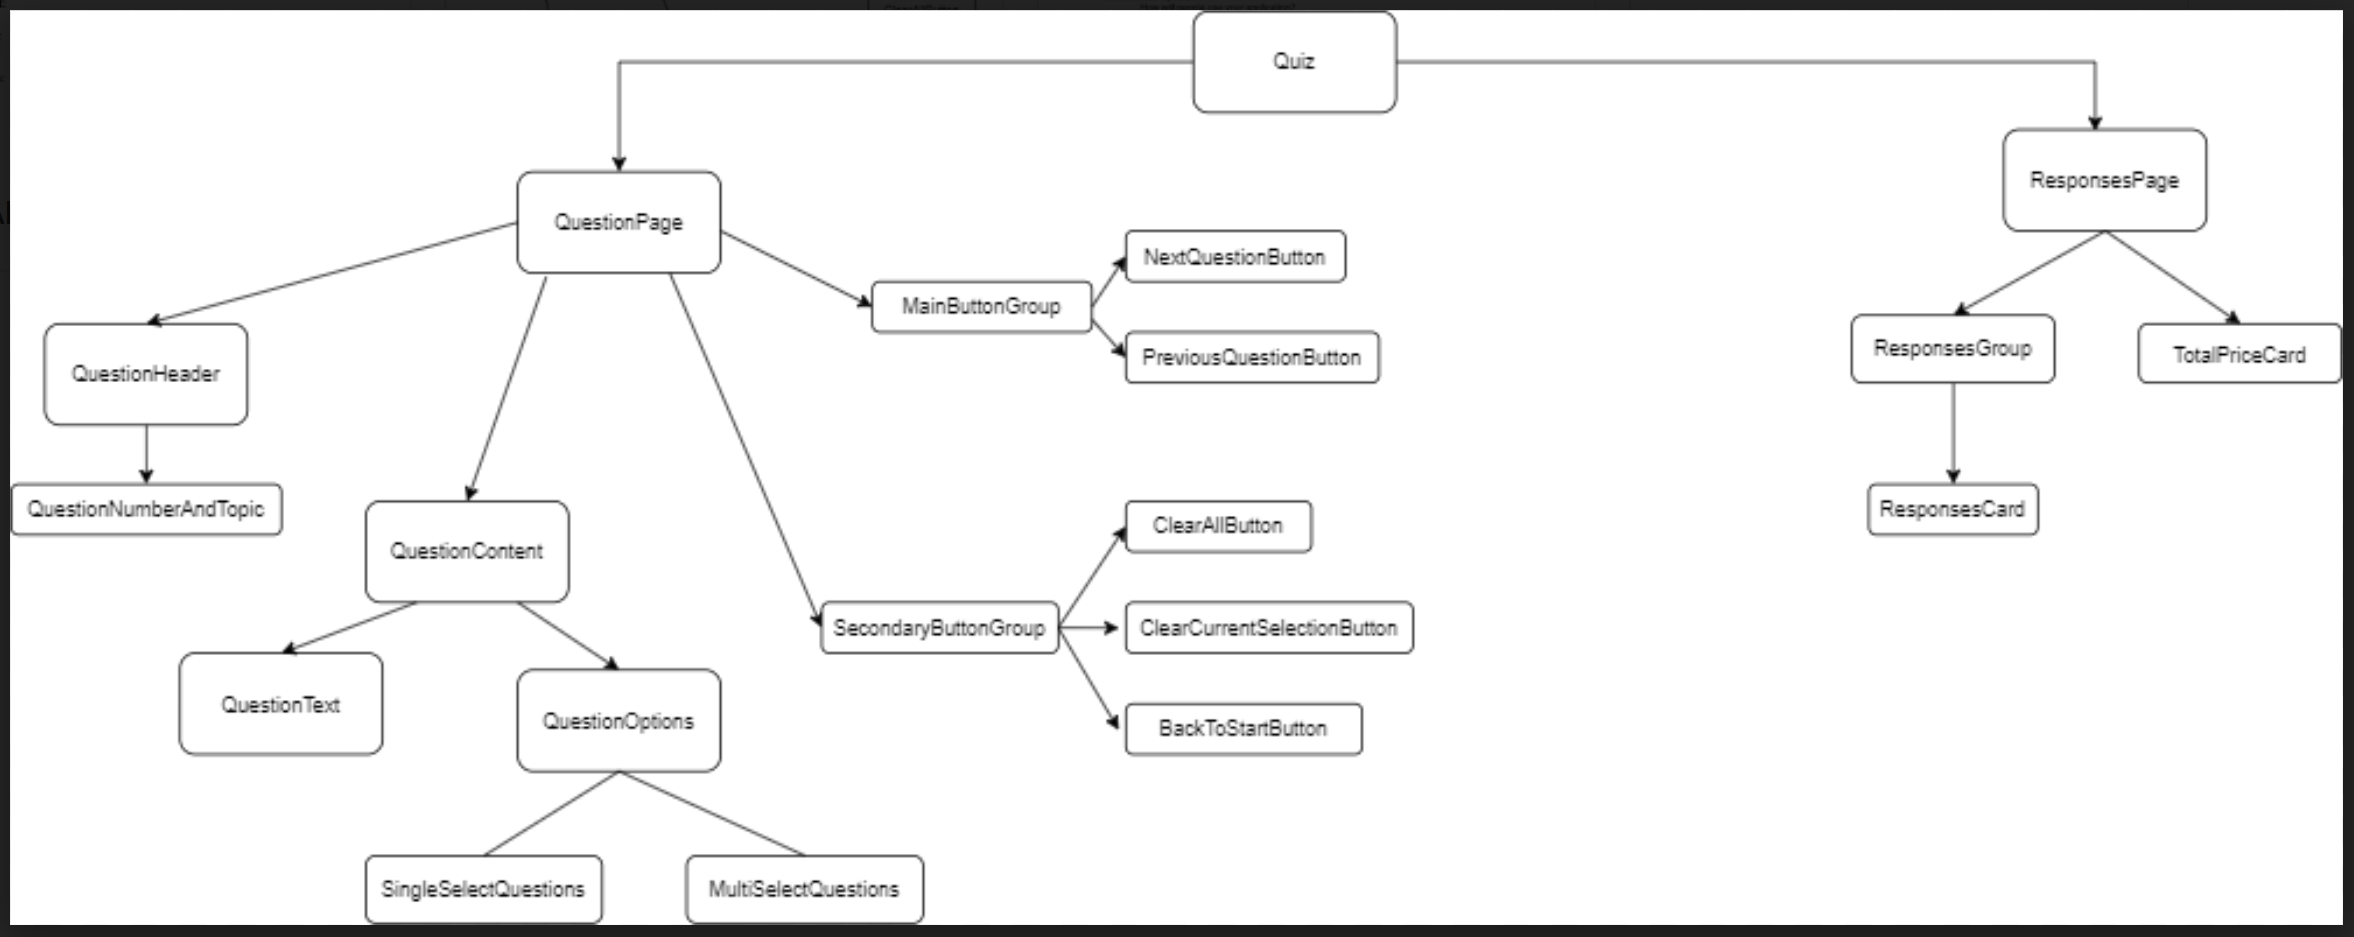 Quiz
ResponsesPage
QuestionPage
NextQuestionButton
MainButtonGroup
PreviousQuestionButton
ResponsesGroup
TotalPriceCard
QuestionHeader
QuestionNumberAndTopic
ResponsesCard
ClearAllButton
QuestionContent
SecondaryButtonGroup
ClearCurrentSelectionButton
QuestionText
QuestionOptions
BackToStartButton
SingleSelectQuestions
MultiSelectQuestions